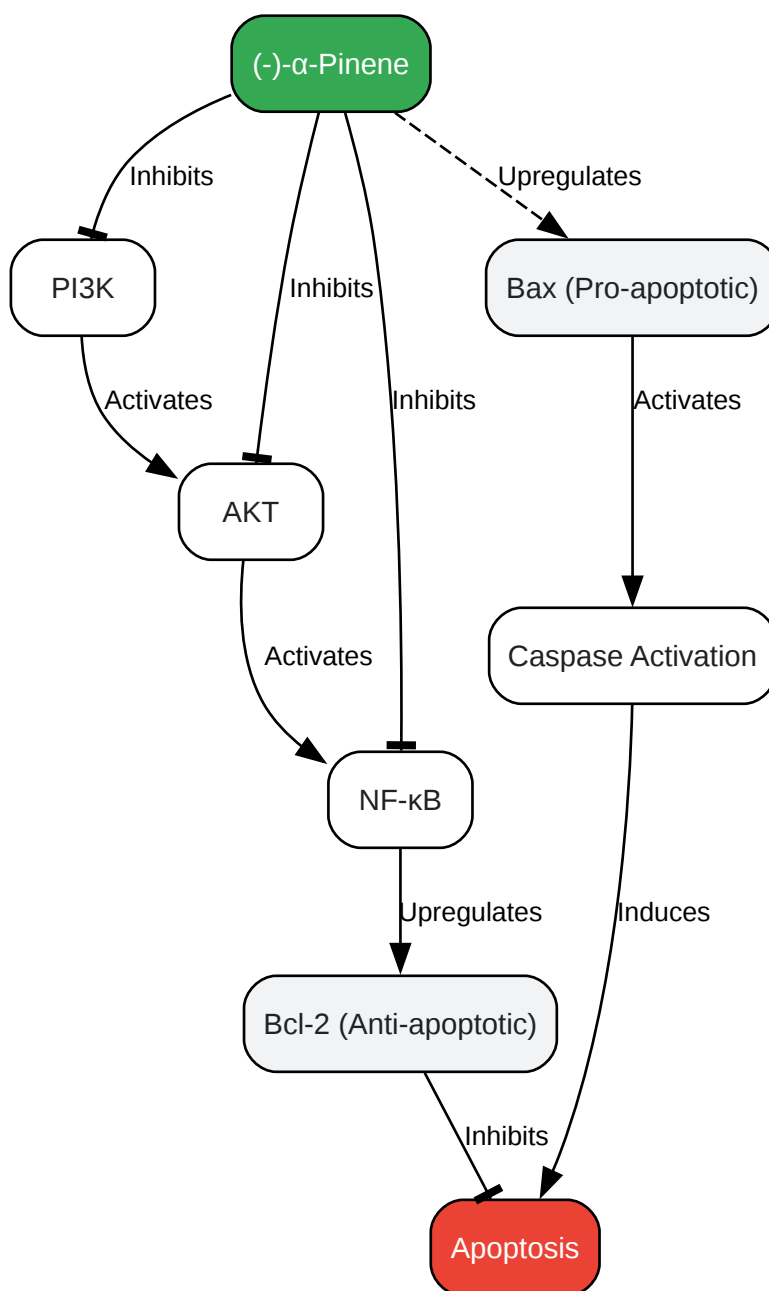 (-)-α-Pinene
Inhibits
Upregulates
PI3K
Inhibits
Bax (Pro-apoptotic)
Activates
Inhibits
Activates
AKT
Activates
Caspase Activation
NF-κB
Upregulates
Induces
Bcl-2 (Anti-apoptotic)
Inhibits
Apoptosis